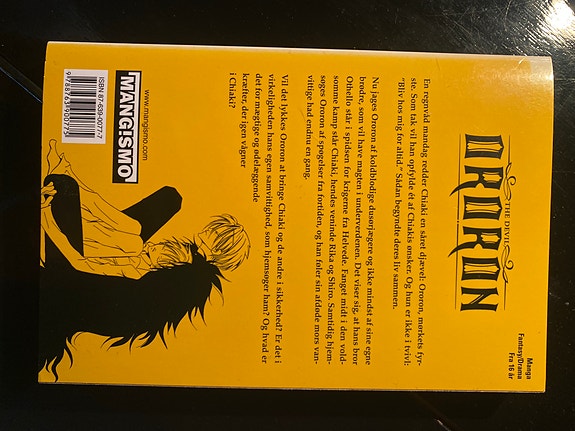 Manga
Fantasy/Drama
Fra 16 år
THE DEVIL
ORORON
En regnvåd mandag redder Chiaki en såret djævel: Ororon, mørkets fyr-
ste. Som tak vil han opfylde ét af Chiakis ønsker. Og hun er ikke i tvivl:
"Bliv hos mig for altid." Sådan begyndte deres liv sammen.
Nu jages Ororon af koldblodige dusørjægere og ikke mindst af sine egne
brødre, som vil have magten i underverdenen. Det viser sig, at hans bror
Othello står i spidsen for krigerne fra Helvede. Fanget midt i den vold-
somme kamp står Chiaki, hendes veninde Rika og Shiro. Samtidig hjem-
søges Ororon af spøgelser fra fortiden, og han føler sin afdøde mors van-
vittige had endnu en gang.
Vil det lykkes Ororon at bringe Chiaki og de andre i sikkerhed? Er det i
virkeligheden hans egen samvittighed, som hjemsøger ham? Og hvad er
det for mægtige og ødelæggende
kræfter, der igen vågner
i Chiaki?
www.mangismo.com
MANGISMO
ISBN 87-639-0077-7
9788763900775